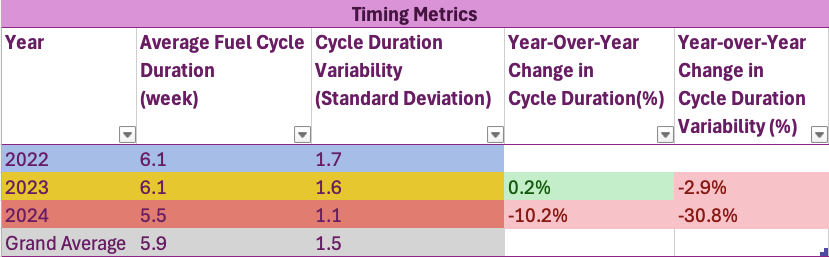 Timing Metrics
Year
Average Fuel Cycle
Duration
(week)
Cycle Duration
Variability
(Standard Deviation)
Year-Over-Year
Change in
Cycle Duration(%)
Year-over-Year
Change in
Cycle Duration
Variability (%)
2022 6.1 1.7
2023 6.1 1.6 0.2% -2.9%
2024 5.5 1.1 -10.2% -30.8%
Grand Average 5.9 1.5